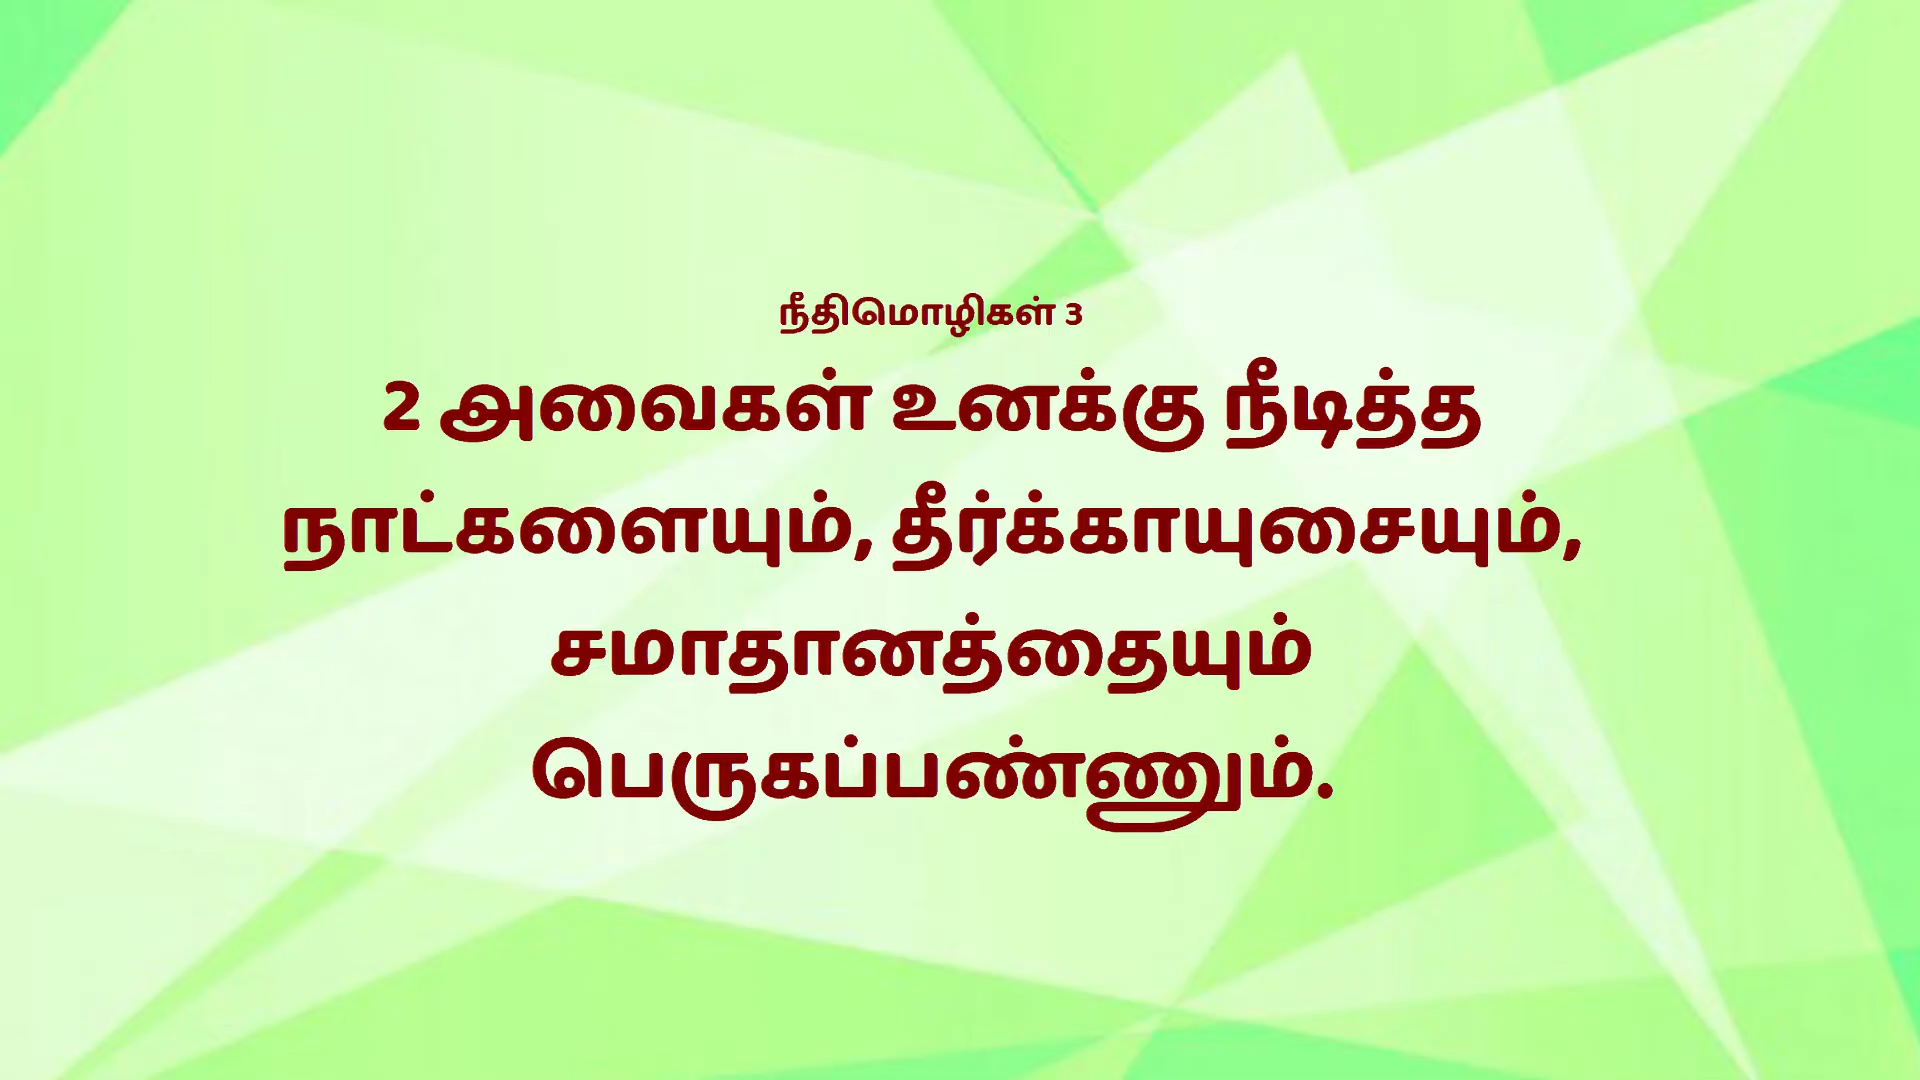 நீதிமொழிகள் 3
2 அவைகள் உனக்கு நீடித்த
நாட்களையும், தீர்க்காயுசையும்,
சமாதானத்தையும்
பெருகப்பண்ணும்.